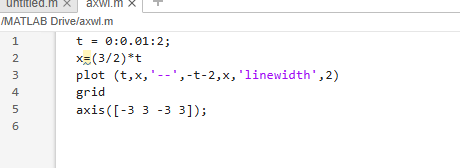 untitled.m × axwl.m × +
/MATLAB Drive/axwl.m
1 t = 0:0.01:2;
2 x=(3/2)*t
3 plot (t,x,'--',-t-2,x,'linewidth',2)
4 grid
5 axis([-3 3 -3 3]);
6